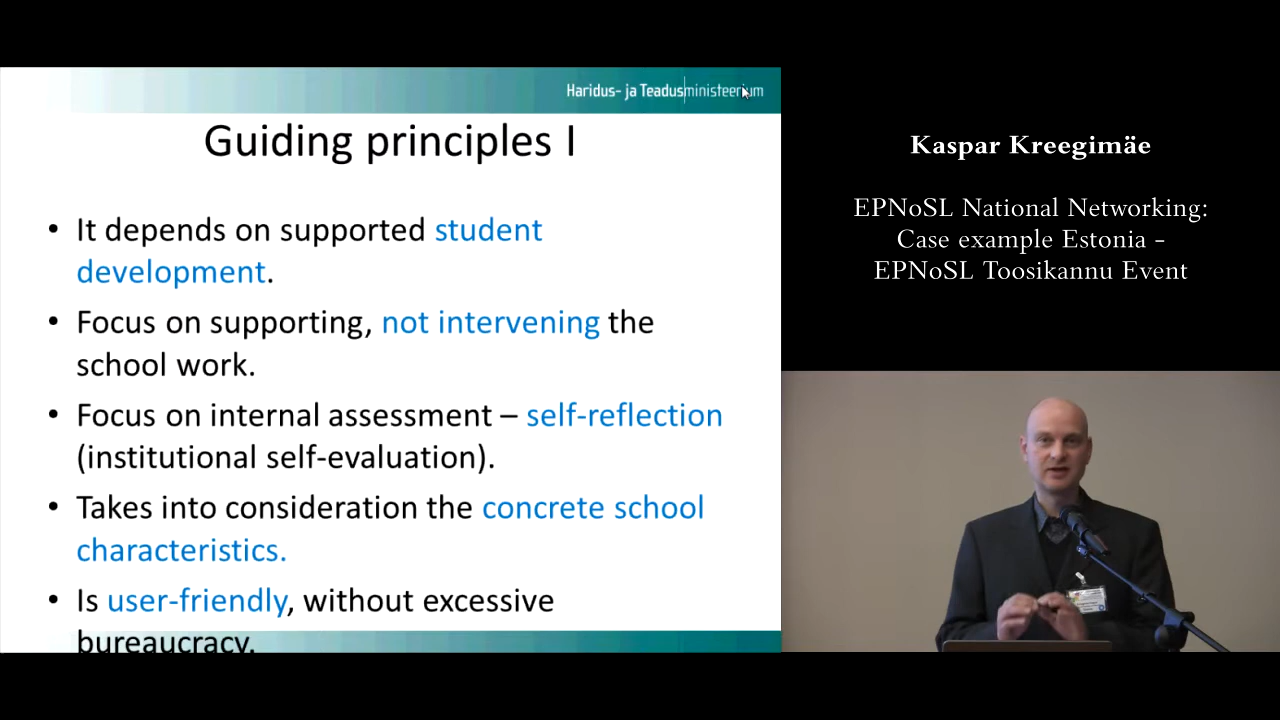 Haridus- ja Teadusministeerium
Guiding principles I
• It depends on supported student
development.
• Focus on supporting, not intervening the
school work.
• Focus on internal assessment – self-reflection
(institutional self-evaluation).
• Takes into consideration the concrete school
characteristics.
• Is user-friendly, without excessive
bureaucracy.
Kaspar Kreegimäe
EPNoSL National Networking:
Case example Estonia -
EPNoSL Toosikannu Event